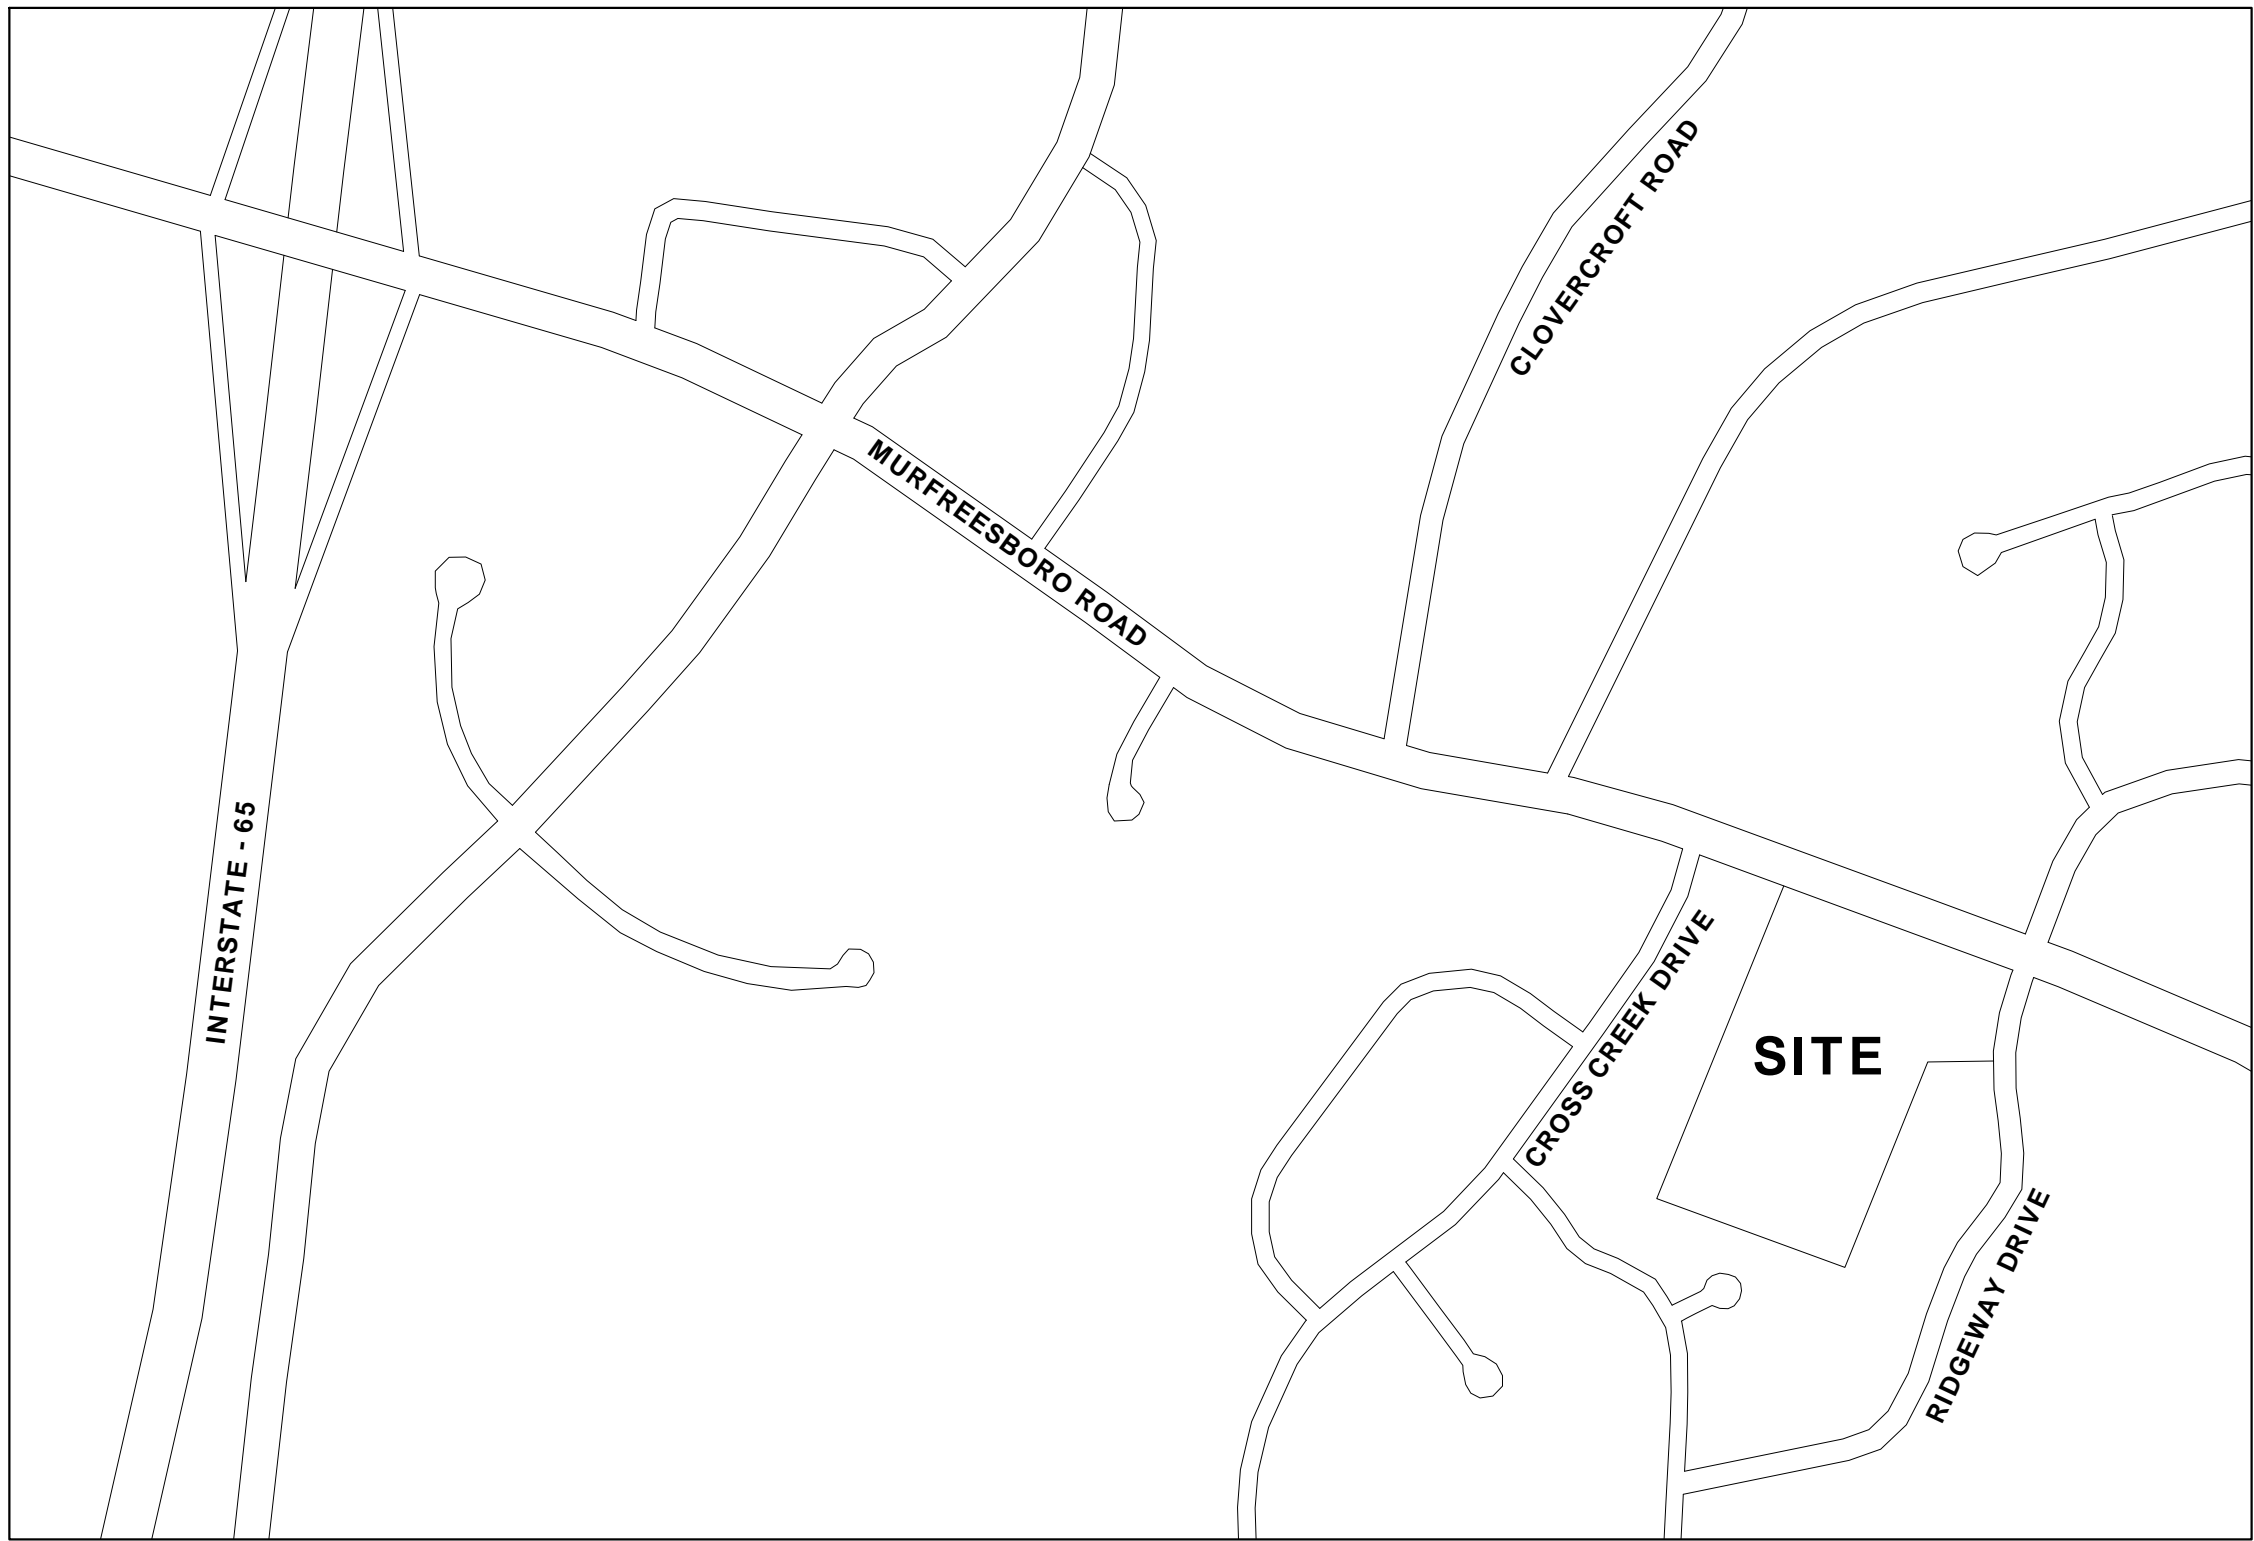 CLOVERCROFT ROAD
MURFREESBORO ROAD
INTERSTATE - 65
CROSS CREEK DRIVE
SITE
RIDGEWAY DRIVE